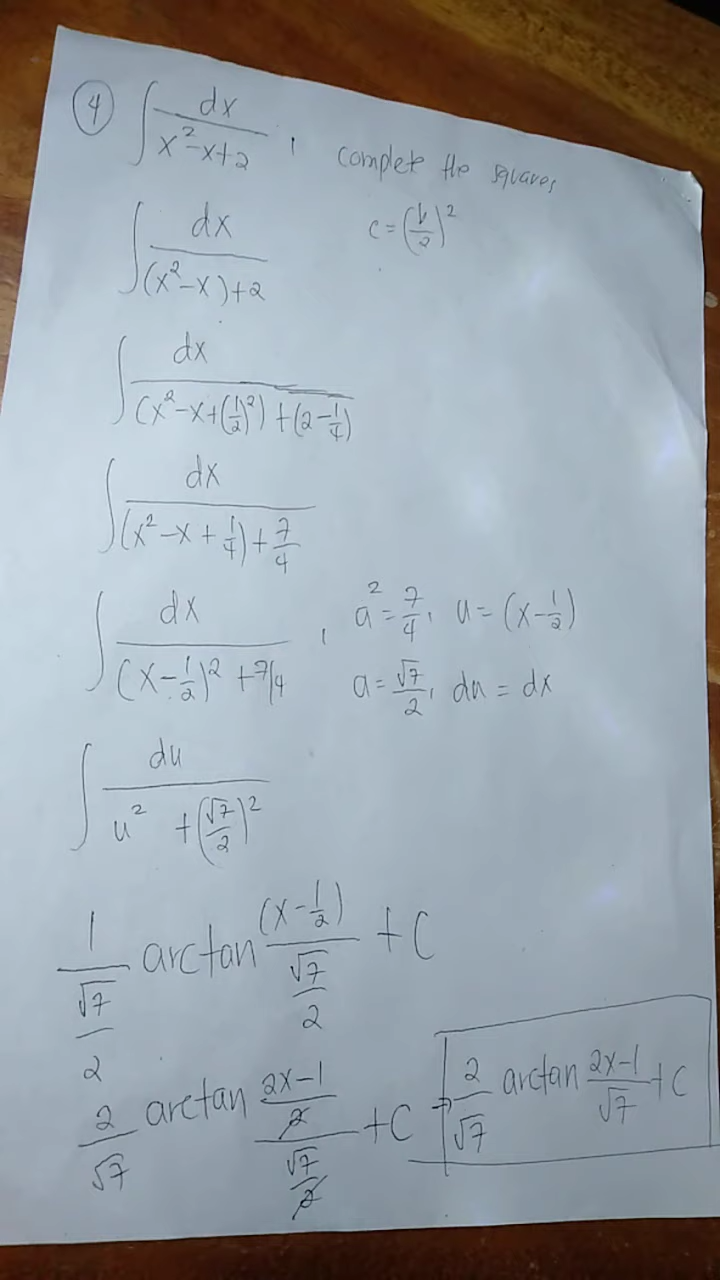 ④ ∫ dx/(x²-x+2) , complete the squares
∫ dx/((x²-x)+2) c = (b/2)²
∫ dx/((x²-x+(1/2)²)+(2-1/4))
∫ dx/((x²-x+1/4)+7/4)
∫ dx/((x-1/2)²+7/4) , a²=7/4, u=(x-1/2)
a=√7/2, du=dx
∫ du/(u²+(√7/2)²)
1/(√7/2) arctan (x-1/2)/(√7/2) +C
2/√7 arctan ((2x-1)/2)/(√7/2) +C ⇒ 2/√7 arctan (2x-1)/√7 +C